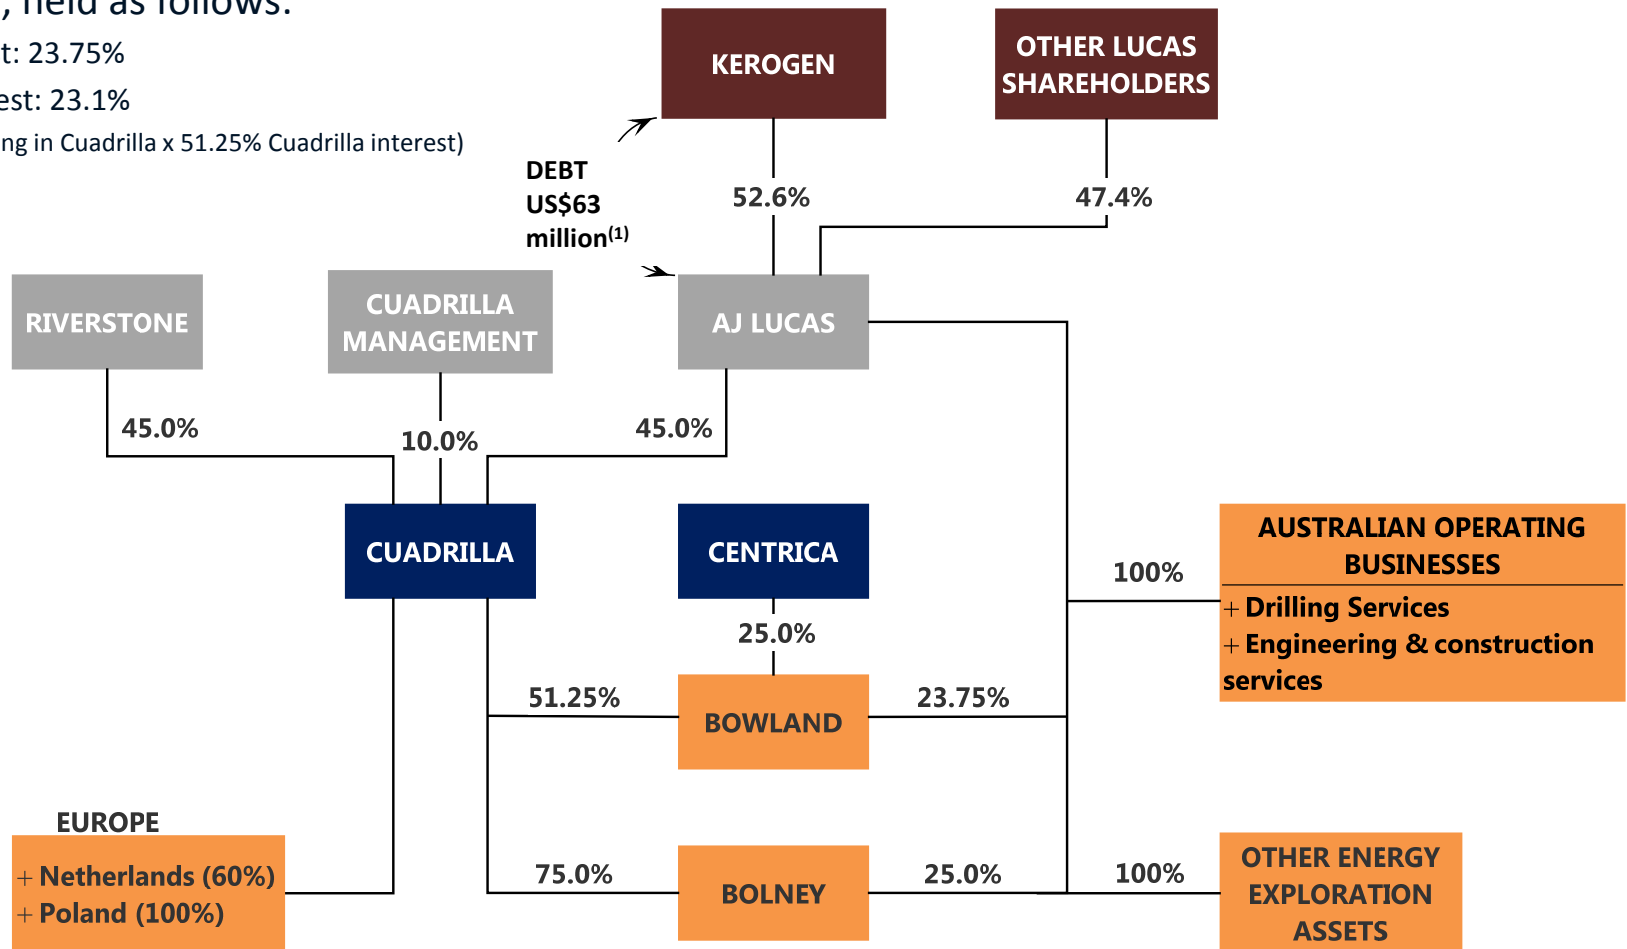 , held as follows:
t: 23.75%
est: 23.1%
ng in Cuadrilla x 51.25% Cuadrilla interest)
KEROGEN
OTHER LUCAS
SHAREHOLDERS
DEBT
US$63
million(1)
52.6%
47.4%
RIVERSTONE
CUADRILLA
MANAGEMENT
AJ LUCAS
45.0%
10.0%
45.0%
CUADRILLA
CENTRICA
AUSTRALIAN OPERATING
BUSINESSES
+ Drilling Services
+ Engineering & construction
services
100%
25.0%
51.25%
BOWLAND
23.75%
EUROPE
+ Netherlands (60%)
+ Poland (100%)
75.0%
BOLNEY
25.0%
100%
OTHER ENERGY
EXPLORATION
ASSETS